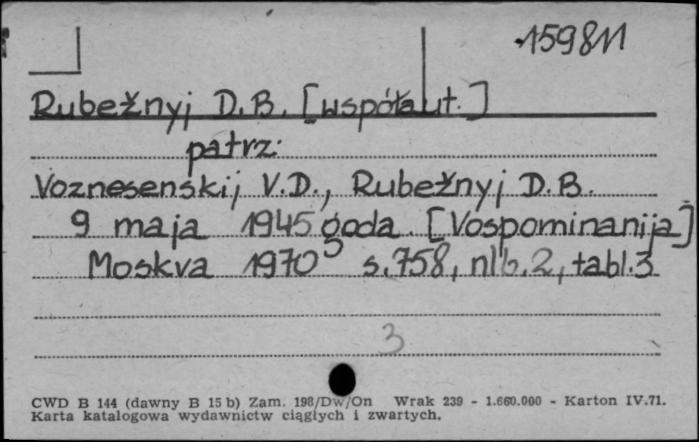 159811
Rubežnyj D.B. [współaut.]
patrz:
Voznesenskij V.D., Rubežnyj D.B.
9 maja 1945 goda. [Vospominanija]
Moskva 1970 s.758, nlb.2, tabl.3
3
CWD B 144 (dawny B 15 b) Zam. 198/Dw/On Wrak 239 - 1.660.000 - Karton IV.71.
Karta katalogowa wydawnictw ciągłych i zwartych.